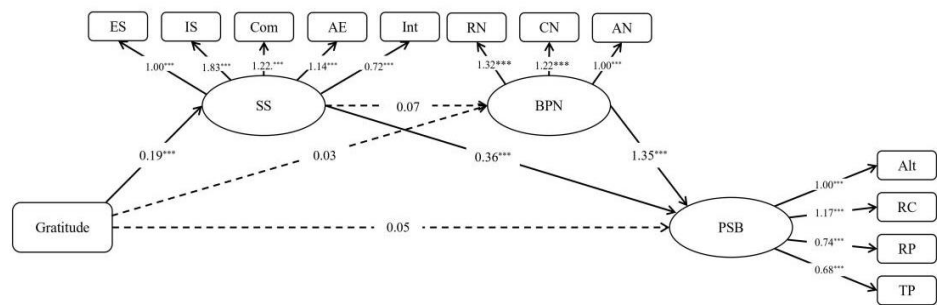 ES IS Com AE Int RN CN AN
1.00*** 1.83*** 1.22.*** 1.14*** 0.72*** 1.32*** 1.22*** 1.00***
SS 0.07 BPN
0.19*** 0.03 0.36*** 1.35***
Alt
1.00***
RC
1.17***
Gratitude 0.05 PSB
0.74*** RP
0.68***
TP